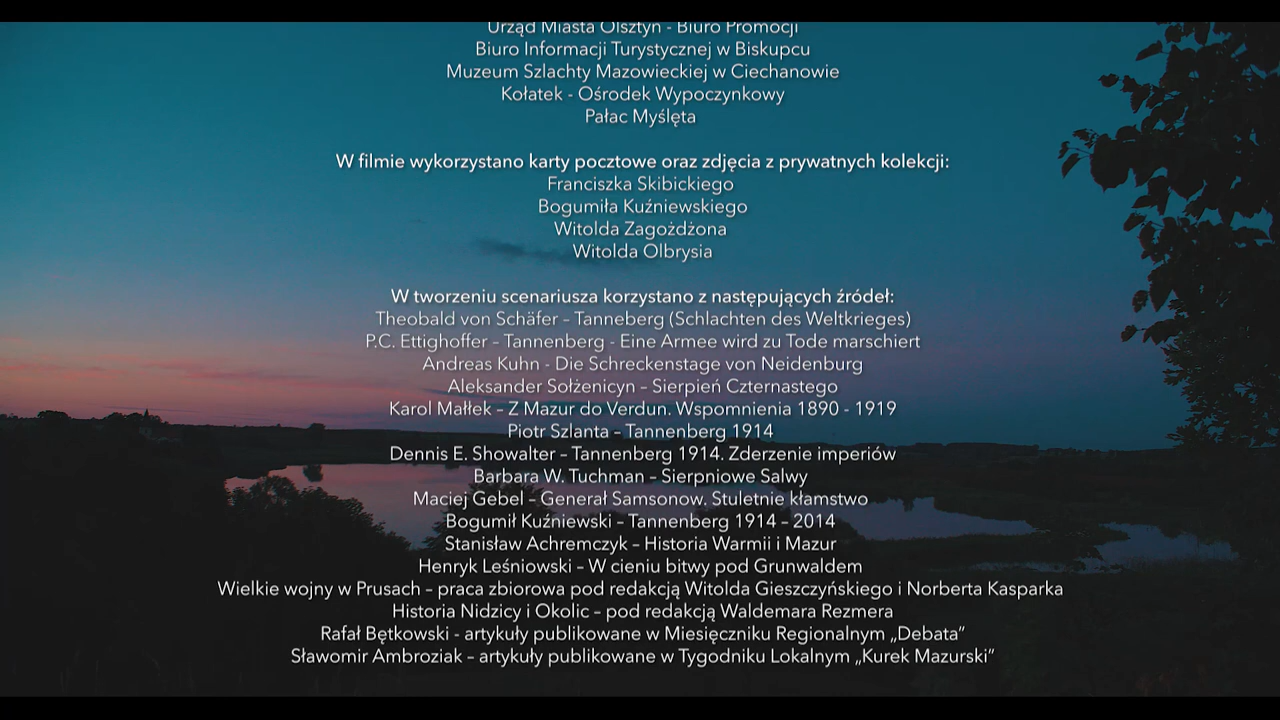 Urząd Miasta Olsztyn - Biuro Promocji
Biuro Informacji Turystycznej w Biskupcu
Muzeum Szlachty Mazowieckiej w Ciechanowie
Kołatek - Ośrodek Wypoczynkowy
Pałac Myślęta
W filmie wykorzystano karty pocztowe oraz zdjęcia z prywatnych kolekcji:
Franciszka Skibickiego
Bogumiła Kuźniewskiego
Witolda Zagożdżona
Witolda Olbrysia
W tworzeniu scenariusza korzystano z następujących źródeł:
Theobald von Schäfer – Tanneberg (Schlachten des Weltkrieges)
P.C. Ettighoffer – Tannenberg - Eine Armee wird zu Tode marschiert
Andreas Kuhn - Die Schreckenstage von Neidenburg
Aleksander Sołżenicyn – Sierpień Czternastego
Karol Małłek – Z Mazur do Verdun. Wspomnienia 1890 - 1919
Piotr Szlanta – Tannenberg 1914
Dennis E. Showalter – Tannenberg 1914. Zderzenie imperiów
Barbara W. Tuchman – Sierpniowe Salwy
Maciej Gebel – Generał Samsonow. Stuletnie kłamstwo
Bogumił Kuźniewski – Tannenberg 1914 – 2014
Stanisław Achremczyk – Historia Warmii i Mazur
Henryk Leśniowski – W cieniu bitwy pod Grunwaldem
Wielkie wojny w Prusach – praca zbiorowa pod redakcją Witolda Gieszczyńskiego i Norberta Kasparka
Historia Nidzicy i Okolic – pod redakcją Waldemara Rezmera
Rafał Bętkowski - artykuły publikowane w Miesięczniku Regionalnym „Debata”
Sławomir Ambroziak – artykuły publikowane w Tygodniku Lokalnym „Kurek Mazurski”